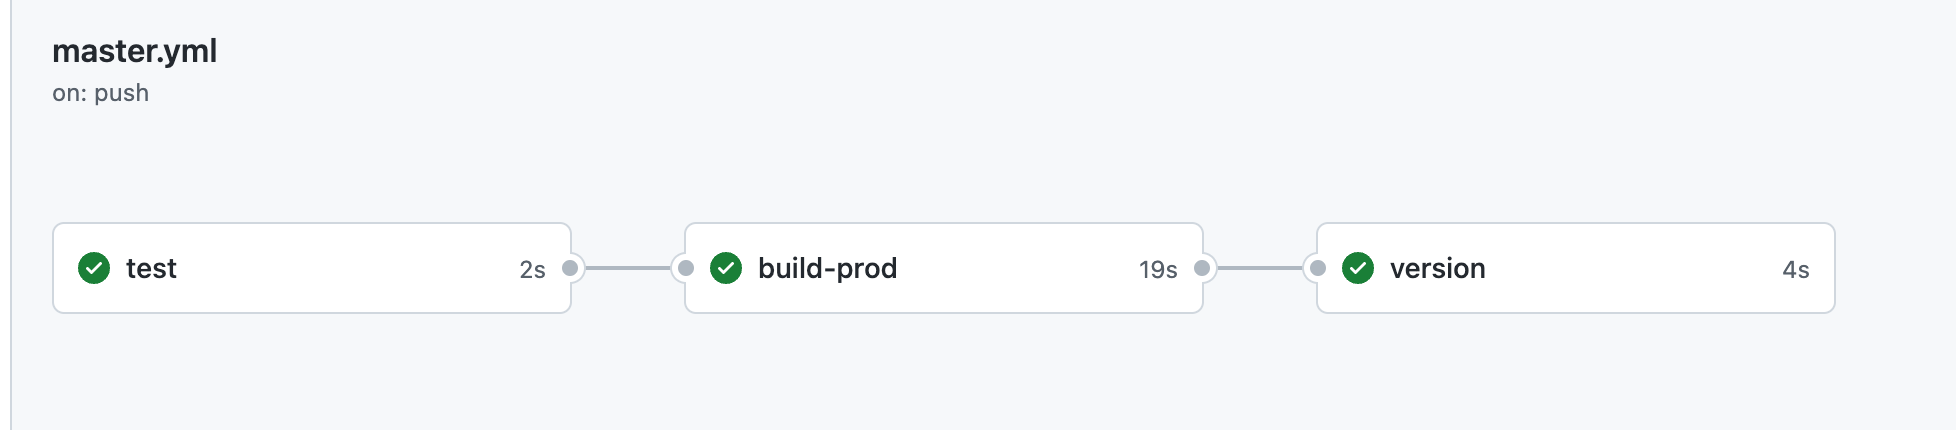 master.yml
on: push
test 2s
build-prod 19s
version 4s